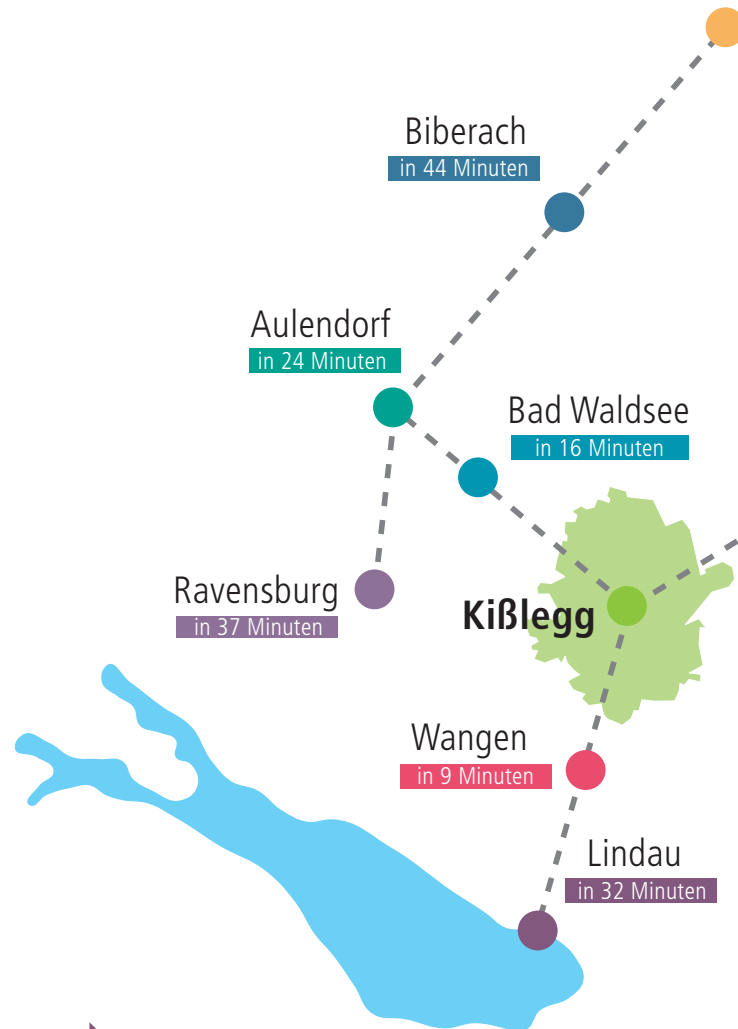 Biberach
in 44 Minuten
Aulendorf
in 24 Minuten
Bad Waldsee
in 16 Minuten
Ravensburg
in 37 Minuten
Kißlegg
Wangen
in 9 Minuten
Lindau
in 32 Minuten